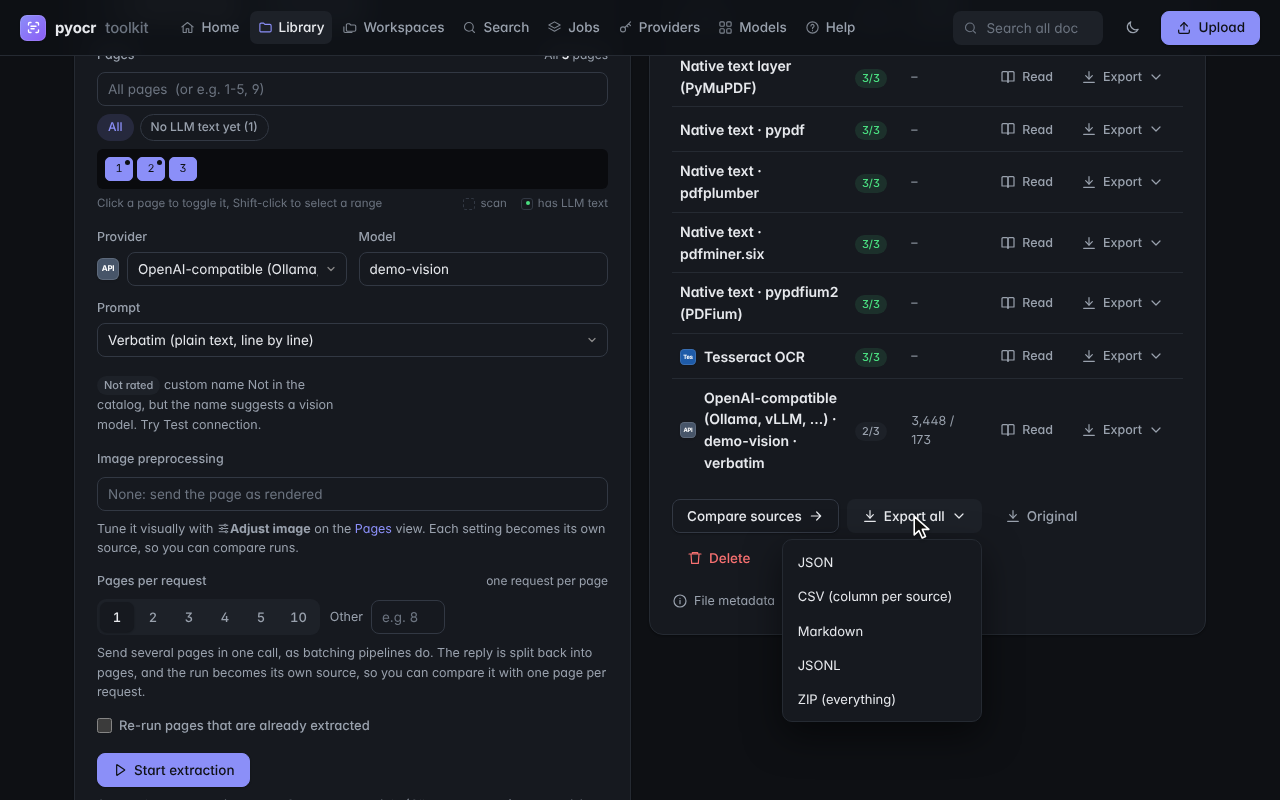 pyocr toolkit
Home
Library
Workspaces
Search
Jobs
Providers
Models
Help
Search all doc
Upload
Pages
All 3 pages
All pages (or e.g. 1-5, 9)
All
No LLM text yet (1)
1
2
3
Click a page to toggle it, Shift-click to select a range
scan
has LLM text
Provider
Model
API
OpenAI-compatible (Ollama,
demo-vision
Prompt
Verbatim (plain text, line by line)
Not rated custom name Not in the
catalog, but the name suggests a vision
model. Try Test connection.
Image preprocessing
None: send the page as rendered
Tune it visually with Adjust image on the Pages view. Each setting becomes its own
source, so you can compare runs.
Pages per request
one request per page
1
2
3
4
5
10
Other
e.g. 8
Send several pages in one call, as batching pipelines do. The reply is split back into
pages, and the run becomes its own source, so you can compare it with one page per
request.
Re-run pages that are already extracted
Start extraction
Native text layer
(PyMuPDF)
3/3
–
Read
Export
Native text · pypdf
3/3
–
Read
Export
Native text ·
pdfplumber
3/3
–
Read
Export
Native text ·
pdfminer.six
3/3
–
Read
Export
Native text · pypdfium2
(PDFium)
3/3
–
Read
Export
Tes
Tesseract OCR
3/3
–
Read
Export
API
OpenAI-compatible
(Ollama, vLLM, …) ·
demo-vision ·
verbatim
2/3
3,448 /
173
Read
Export
Compare sources
Export all
Original
Delete
File metadata
JSON
CSV (column per source)
Markdown
JSONL
ZIP (everything)